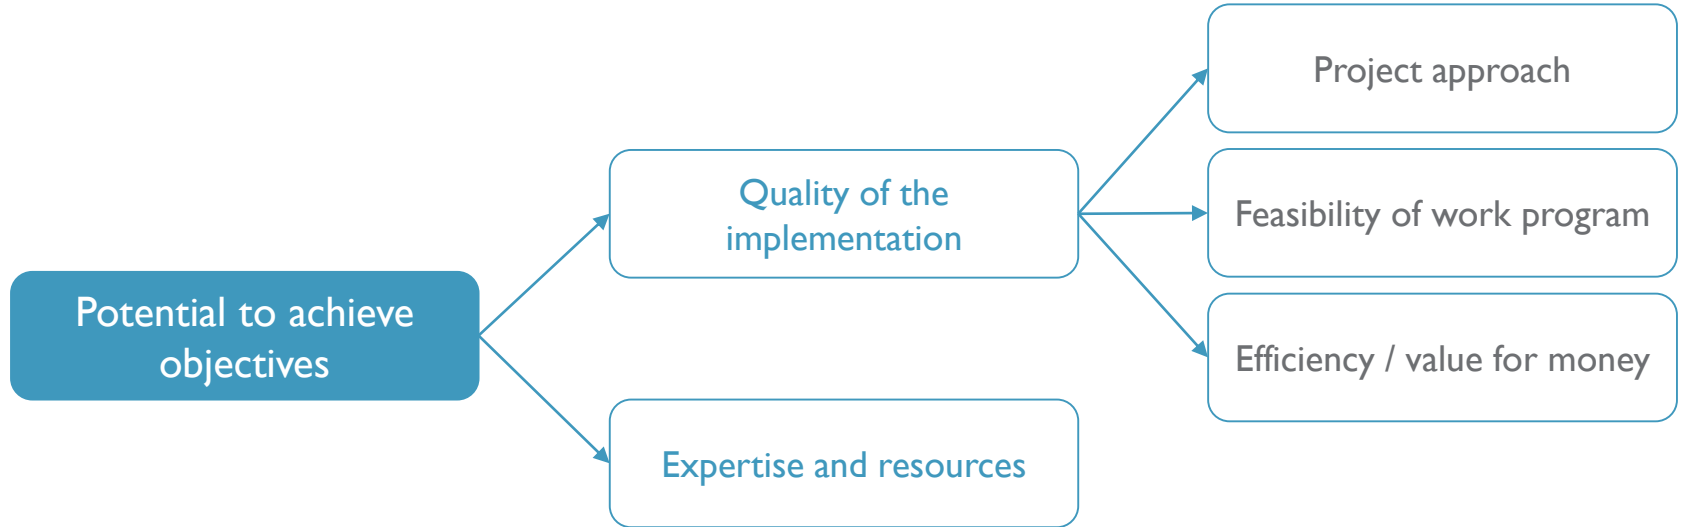 Potential to achieve
objectives
Quality of the
implementation
Expertise and resources
Project approach
Feasibility of work program
Efficiency / value for money